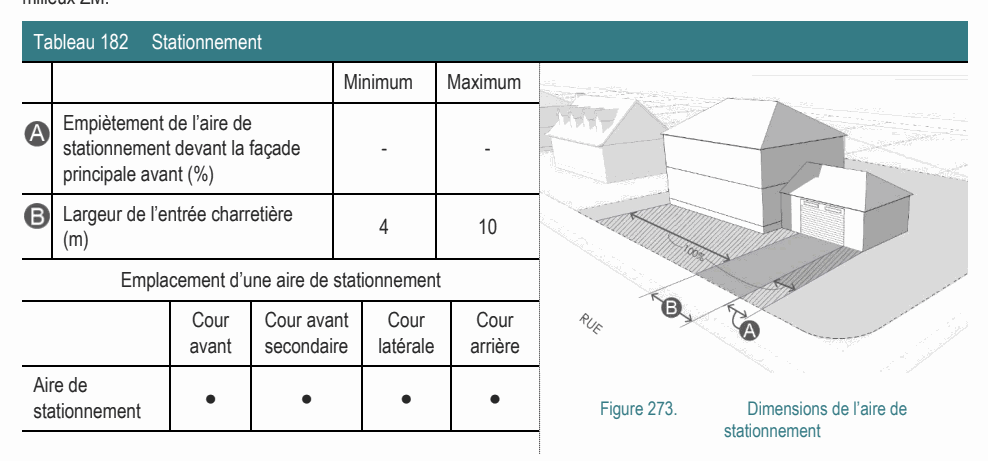 milieux ZM.
Tableau 182 Stationnement
Minimum Maximum
A Empiètement de l'aire de
stationnement devant la façade
principale avant (%)
- -
B Largeur de l'entrée charretière
(m)
4 10
Emplacement d'une aire de stationnement
Cour
avant
Cour avant
secondaire
Cour
latérale
Cour
arrière
Aire de
stationnement
● ● ● ●
100%
B
A
RUE
Figure 273. Dimensions de l'aire de
stationnement